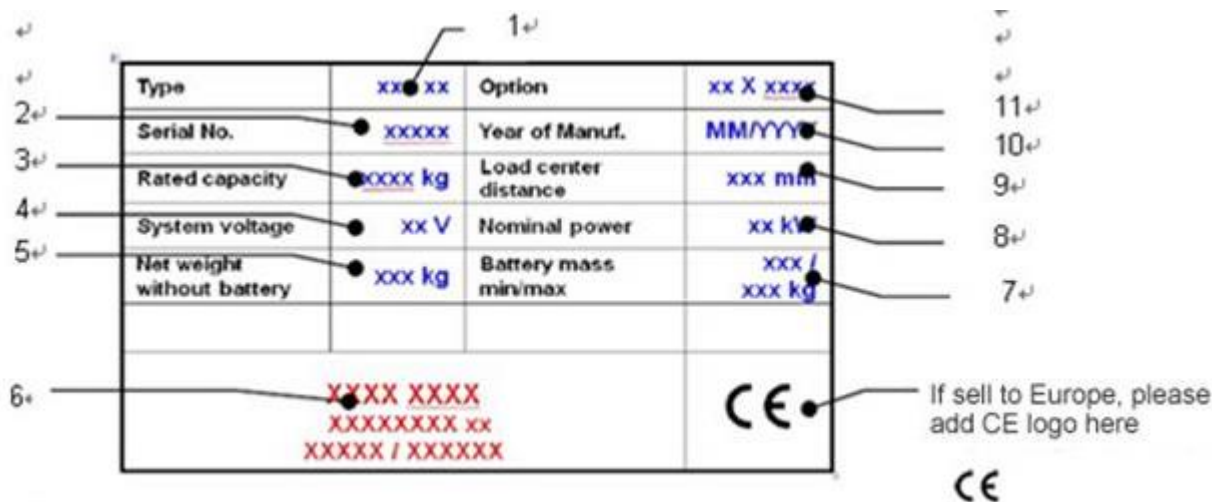 1
Type xxx xx Option xx X xxxx
11
2
Serial No. xxxxx Year of Manuf. MM/YYYY
10
3
Rated capacity xxxx kg Load center
distance xxx mm
9
4
System voltage xx V Nominal power xx kW
8
5
Net weight
without battery xxx kg Battery mass
min/max xxx /
xxx kg
7
6
XXXX XXXX
XXXXXXXX xx
XXXXX / XXXXXX
CE
If sell to Europe, please
add CE logo here
CE